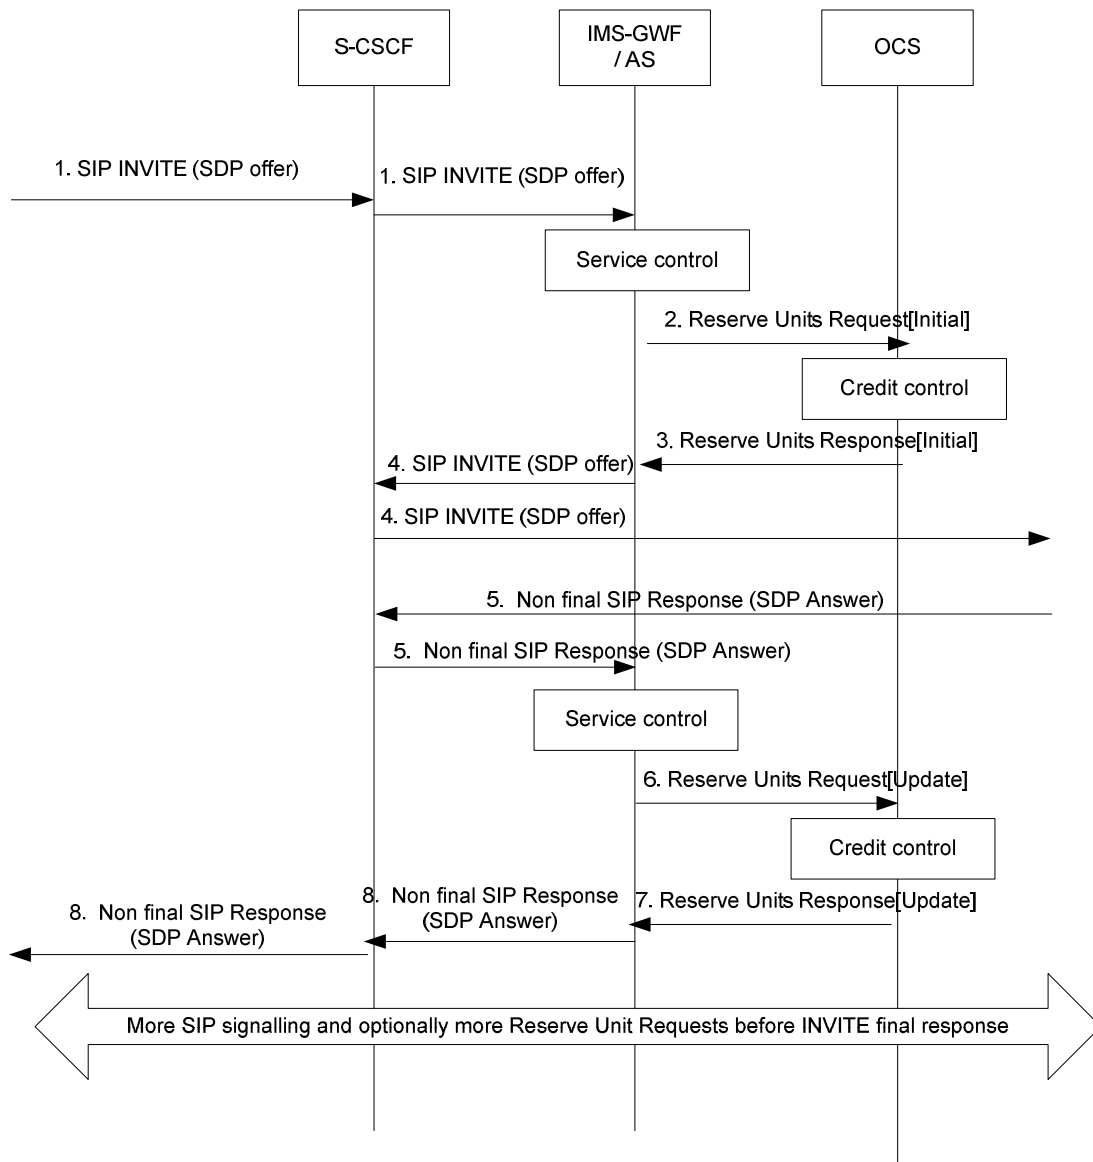 S-CSCF
IMS-GWF
/ AS
OCS
1. SIP INVITE (SDP offer)
1. SIP INVITE (SDP offer)
Service control
2. Reserve Units Request[Initial]
Credit control
3. Reserve Units Response[Initial]
4. SIP INVITE (SDP offer)
4. SIP INVITE (SDP offer)
5. Non final SIP Response (SDP Answer)
5. Non final SIP Response (SDP Answer)
Service control
6. Reserve Units Request[Update]
Credit control
7. Reserve Units Response[Update]
8. Non final SIP Response
(SDP Answer)
8. Non final SIP Response
(SDP Answer)
More SIP signalling and optionally more Reserve Unit Requests before INVITE final response